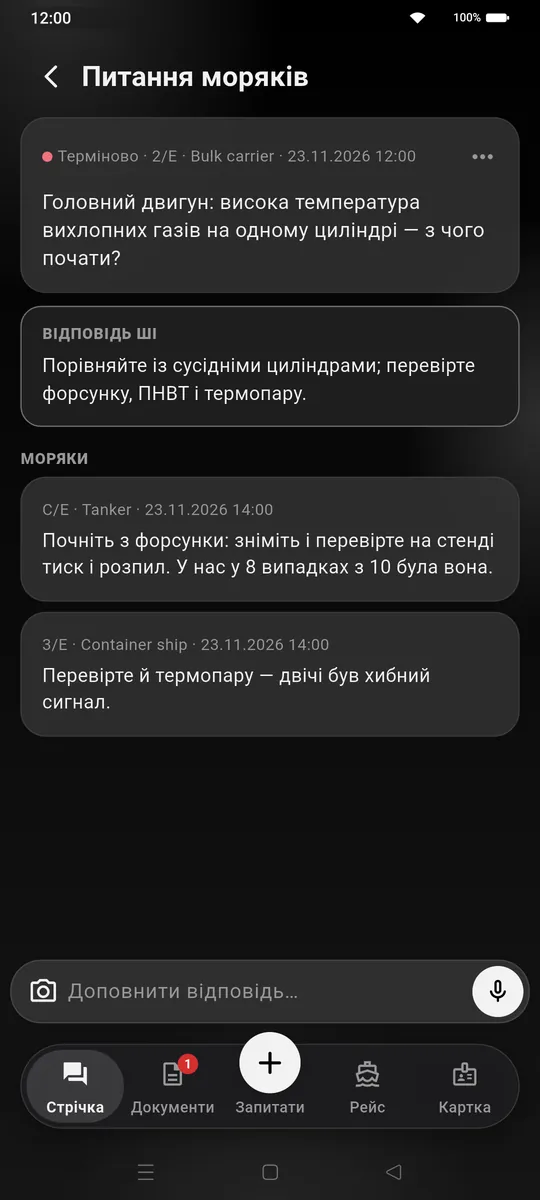 12:00
100%
Питання моряків
Терміново · 2/E · Bulk carrier · 23.11.2026 12:00
Головний двигун: висока температура
вихлопних газів на одному циліндрі — з чого
почати?
ВІДПОВІДЬ ШІ
Порівняйте із сусідніми циліндрами; перевірте
форсунку, ПНВТ і термопару.
МОРЯКИ
C/E · Tanker · 23.11.2026 14:00
Почніть з форсунки: зніміть і перевірте на стенді
тиск і розпил. У нас у 8 випадках з 10 була вона.
3/E · Container ship · 23.11.2026 14:00
Перевірте й термопару — двічі був хибний
сигнал.
Доповнити відповідь…
1
Стрічка
Документи
Запитати
Рейс
Картка